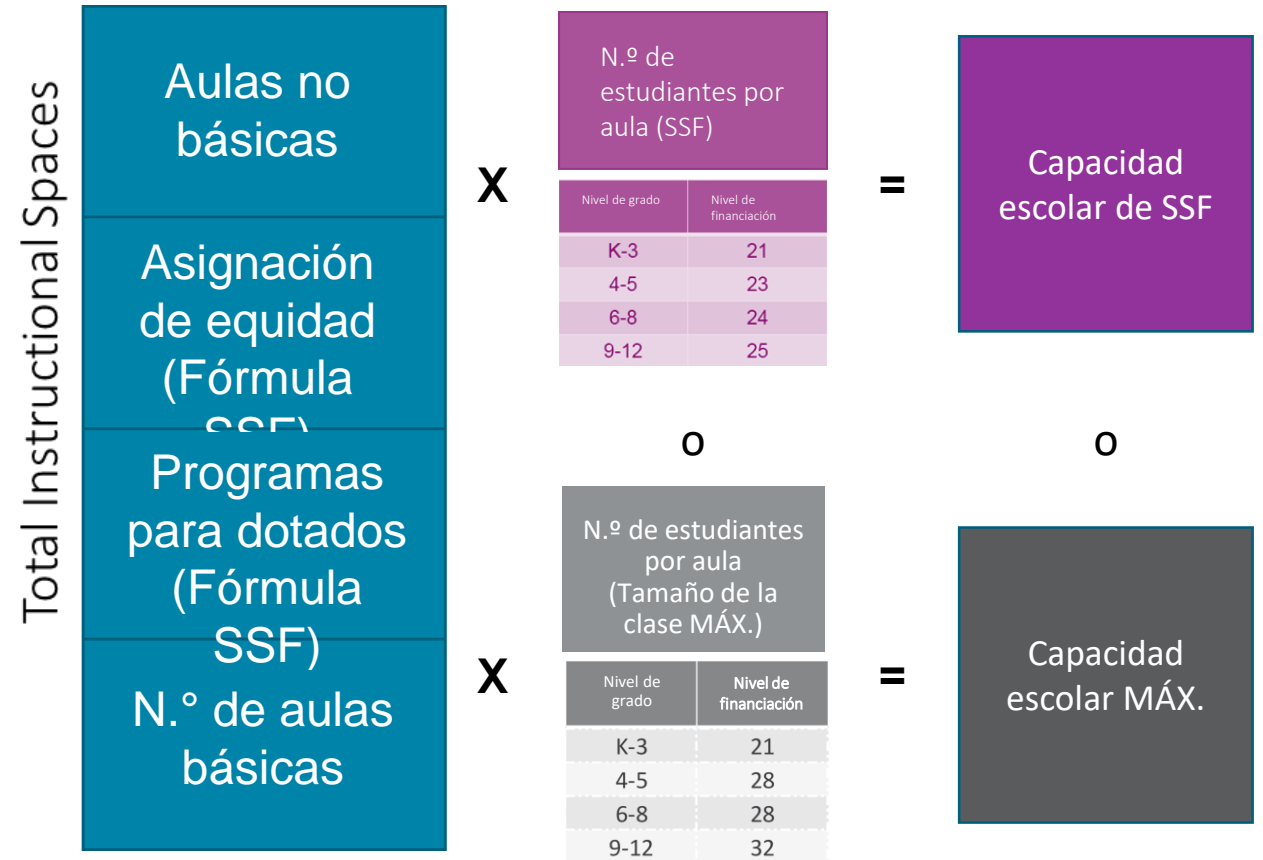 Total Instructional Spaces
Aulas no
básicas
Asignación
de equidad
(Fórmula
SSF)
Programas
para dotados
(Fórmula
SSF)
N.° de aulas
básicas
X
N.º de
estudiantes por
aula (SSF)
Nivel de grado Nivel de
financiación
K-3 21
4-5 23
6-8 24
9-12 25
=
Capacidad
escolar de SSF
o
o
X
N.º de estudiantes
por aula
(Tamaño de la
clase MÁX.)
Nivel de
grado
Nivel de
financiación
K-3 21
4-5 28
6-8 28
9-12 32
=
Capacidad
escolar MÁX.